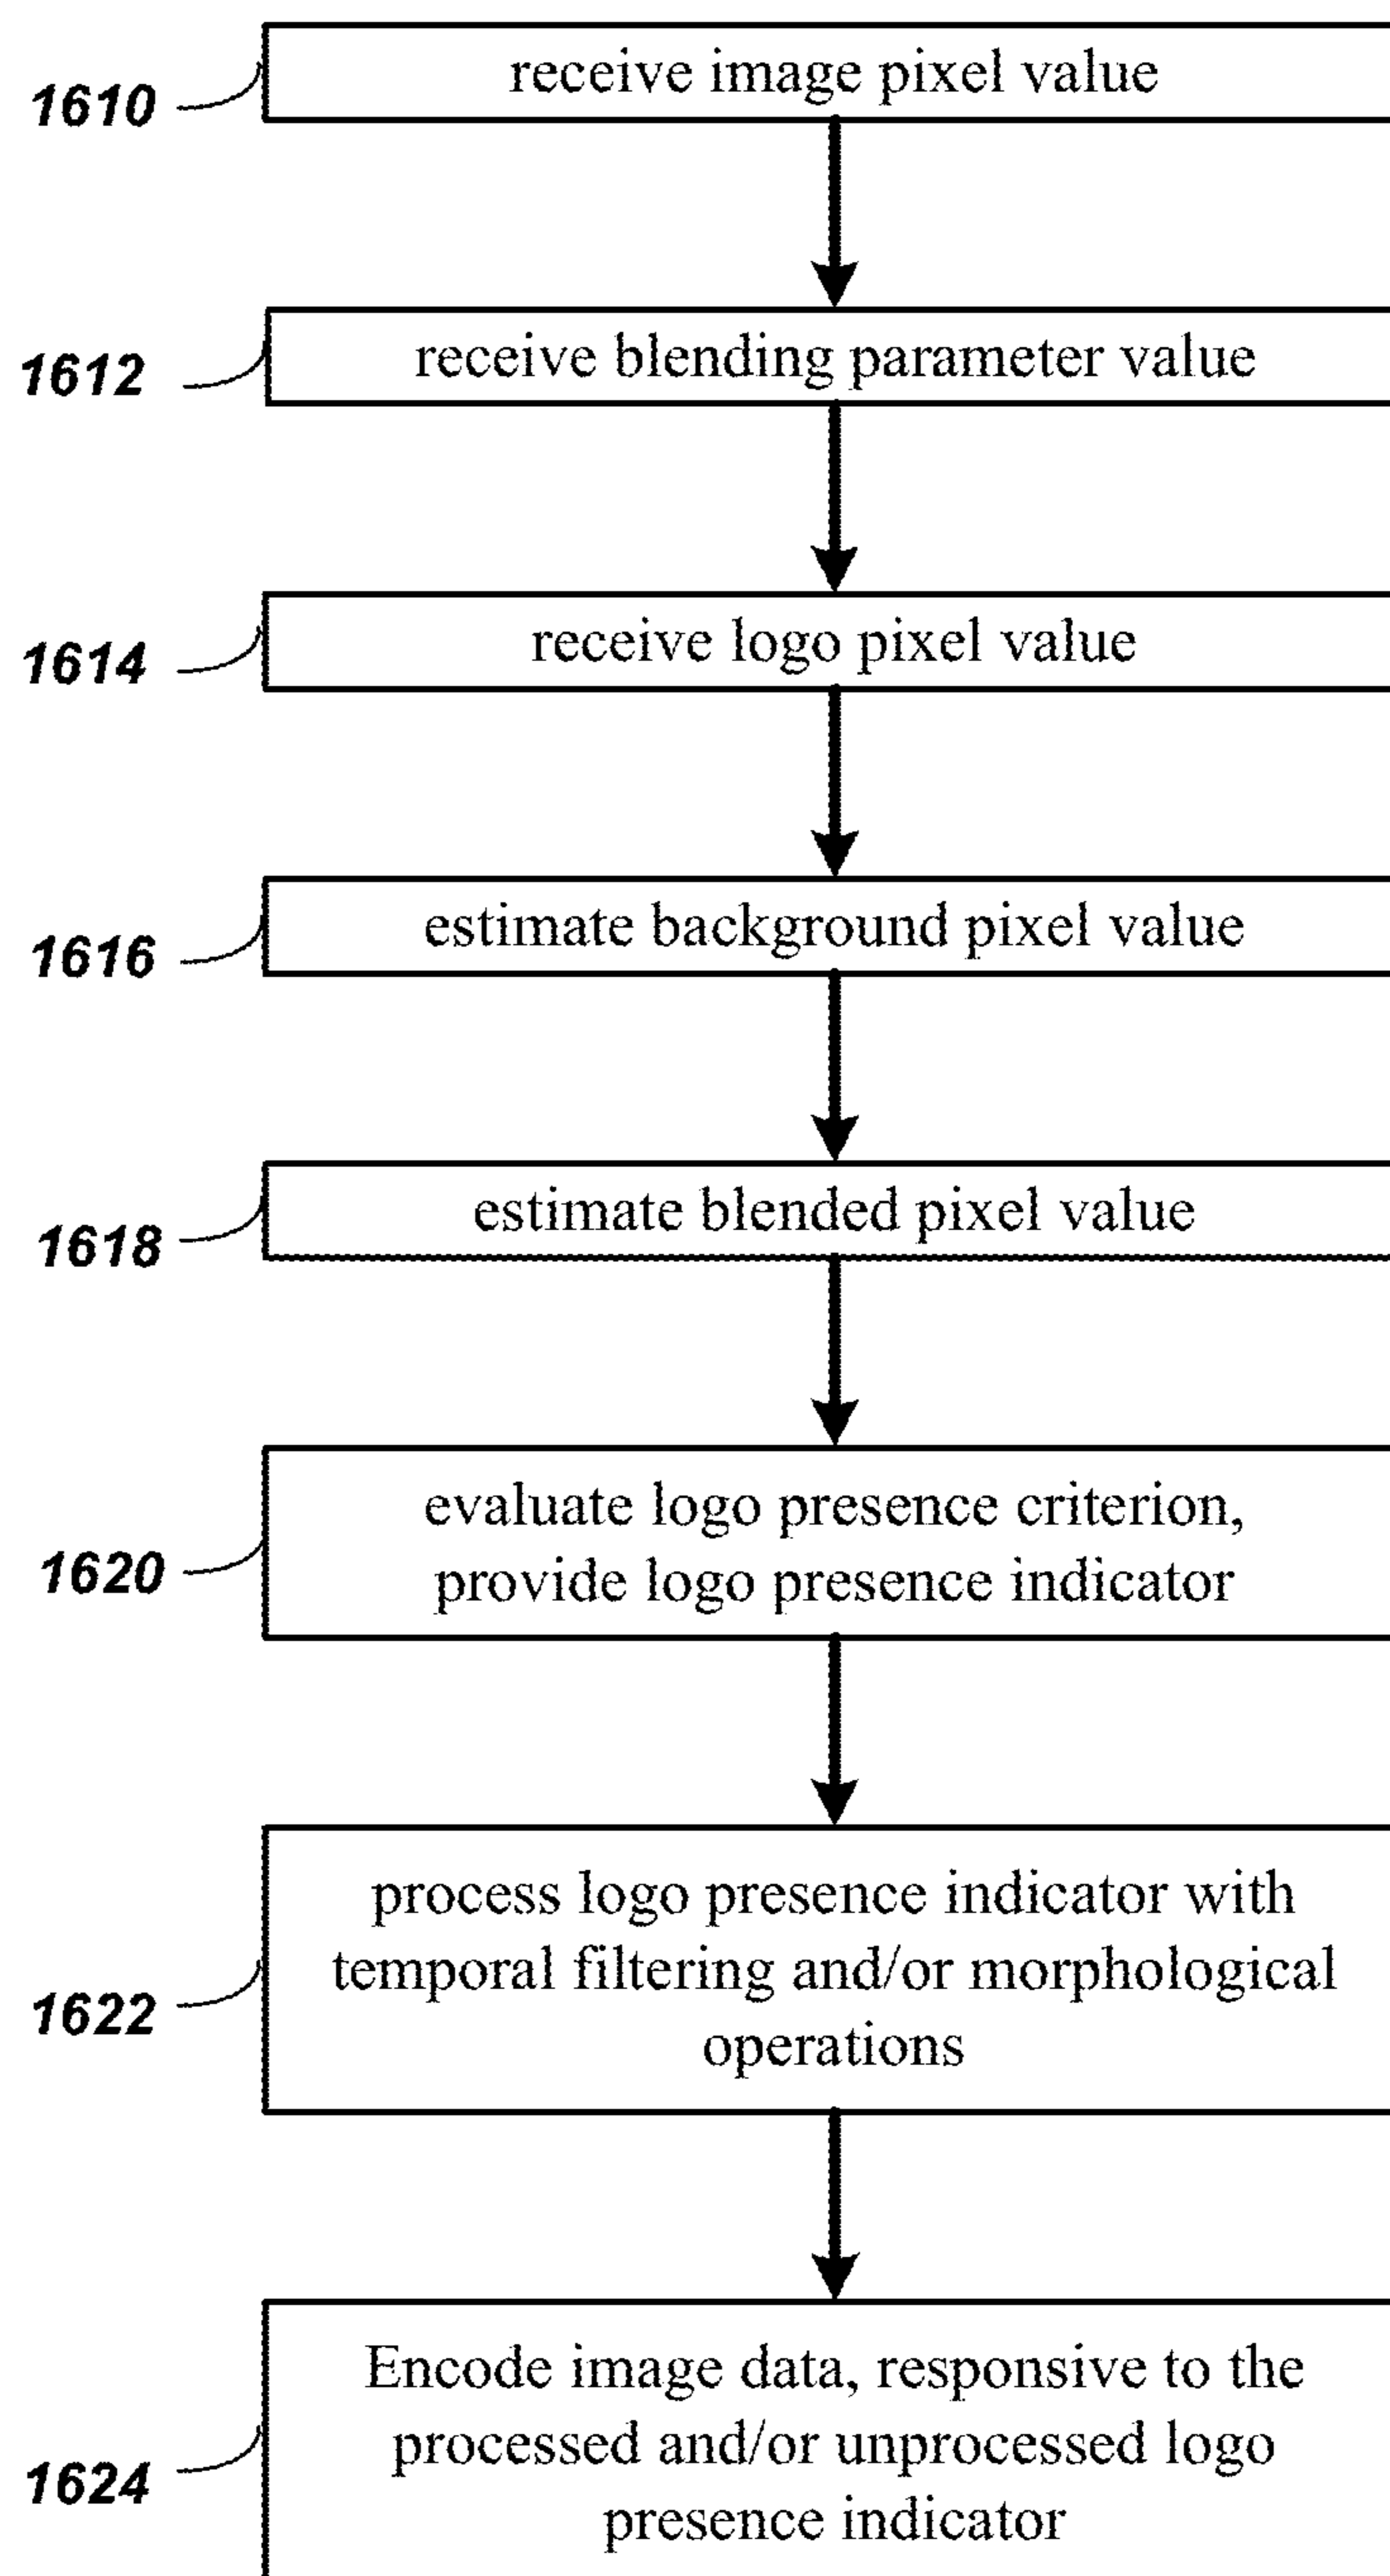 1610
receive image pixel value
1612
receive blending parameter value
1614
receive logo pixel value
1616
estimate background pixel value
1618
estimate blended pixel value
1620
evaluate logo presence criterion,
provide logo presence indicator
1622
process logo presence indicator with
temporal filtering and/or morphological
operations
1624
Encode image data, responsive to the
processed and/or unprocessed logo
presence indicator